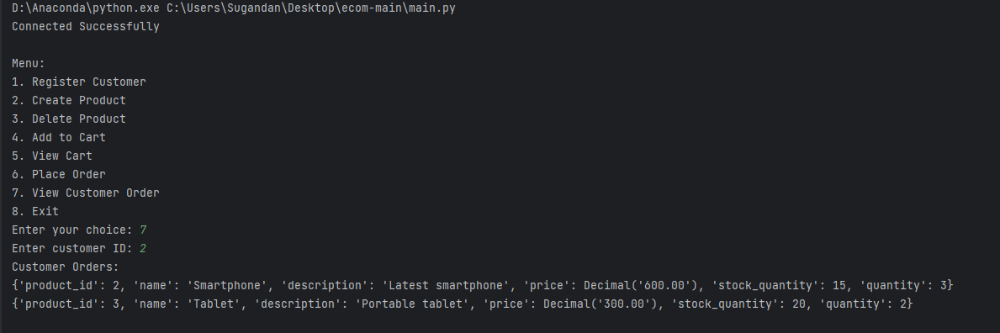 D:\Anaconda\python.exe C:\Users\Sugandan\Desktop\ecom-main\main.py
Connected Successfully
Menu:
1. Register Customer
2. Create Product
3. Delete Product
4. Add to Cart
5. View Cart
6. Place Order
7. View Customer Order
8. Exit
Enter your choice: 7
Enter customer ID: 2
Customer Orders:
{'product_id': 2, 'name': 'Smartphone', 'description': 'Latest smartphone', 'price': Decimal('600.00'), 'stock_quantity': 15, 'quantity': 3}
{'product_id': 3, 'name': 'Tablet', 'description': 'Portable tablet', 'price': Decimal('300.00'), 'stock_quantity': 20, 'quantity': 2}